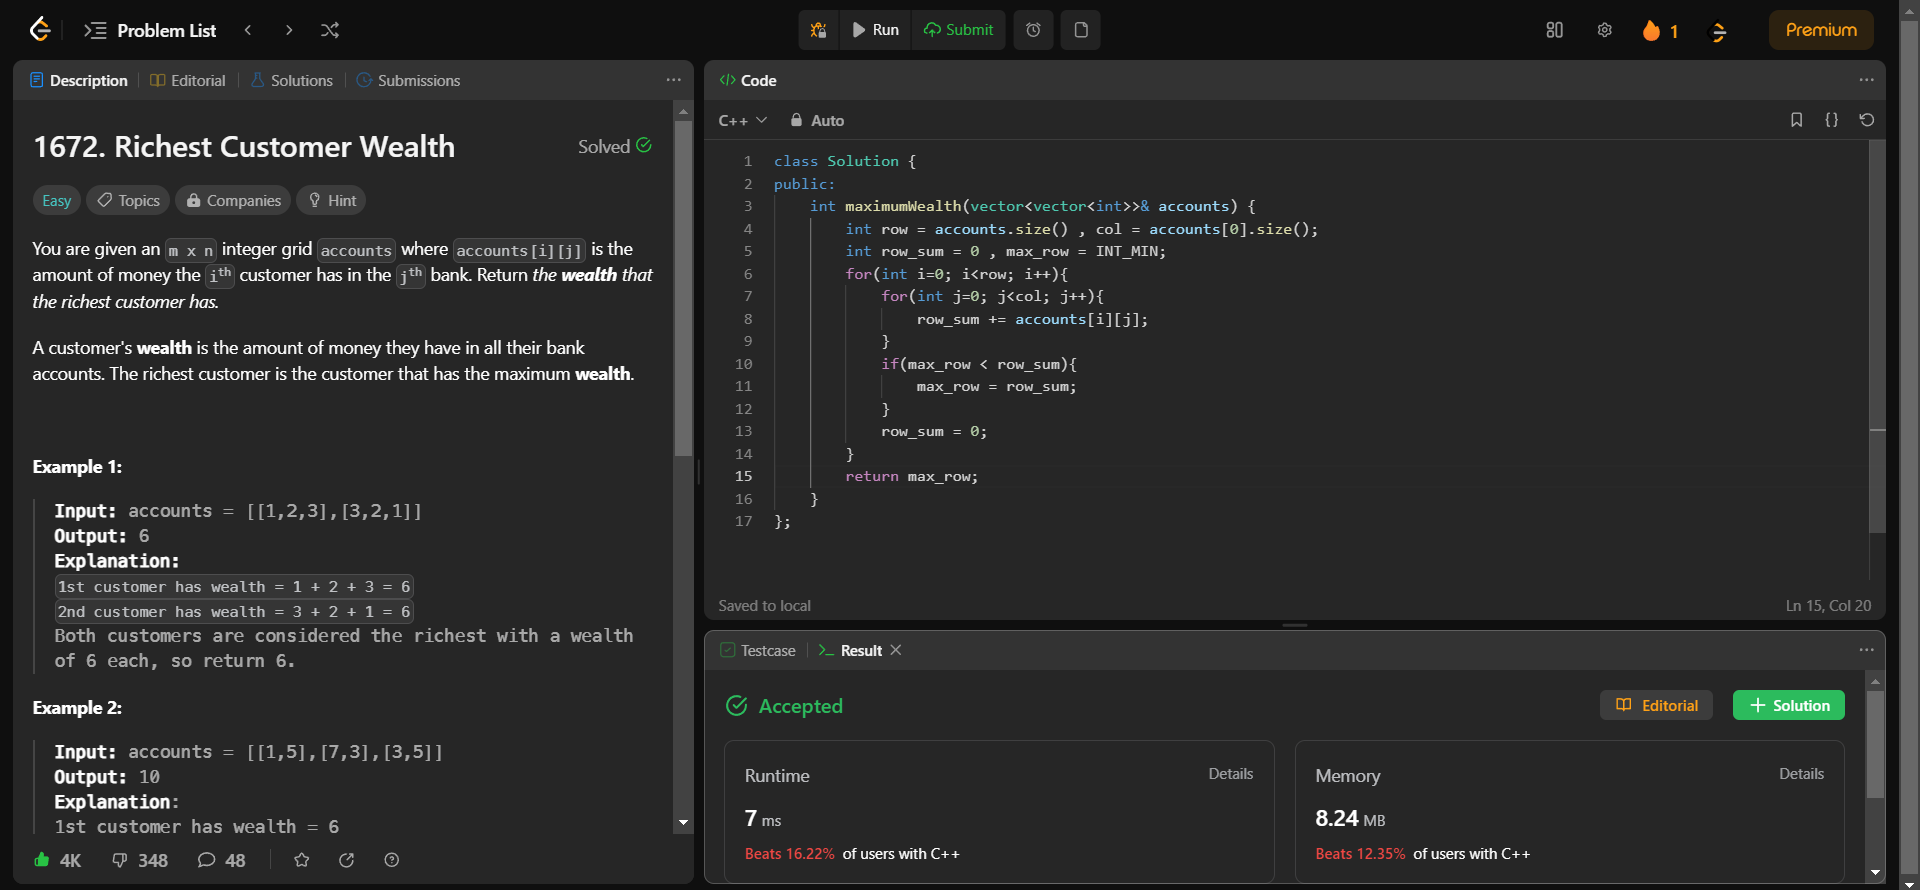 Problem List
Run
Submit
1
Premium
Description
Editorial
Solutions
Submissions
1672. Richest Customer Wealth
Solved
Easy
Topics
Companies
Hint
You are given an m x n integer grid accounts where accounts[i][j] is the
amount of money the ith customer has in the jth bank. Return the wealth that
the richest customer has.
A customer's wealth is the amount of money they have in all their bank
accounts. The richest customer is the customer that has the maximum wealth.
Example 1:
Input: accounts = [[1,2,3],[3,2,1]]
Output: 6
Explanation:
1st customer has wealth = 1 + 2 + 3 = 6
2nd customer has wealth = 3 + 2 + 1 = 6
Both customers are considered the richest with a wealth
of 6 each, so return 6.
Example 2:
Input: accounts = [[1,5],[7,3],[3,5]]
Output: 10
Explanation:
1st customer has wealth = 6
4K
348
48
</> Code
C++
Auto
{}
1 class Solution {
2 public:
3 int maximumWealth(vector<vector<int>>& accounts) {
4 int row = accounts.size() , col = accounts[0].size();
5 int row_sum = 0 , max_row = INT_MIN;
6 for(int i=0; i<row; i++){
7 for(int j=0; j<col; j++){
8 row_sum += accounts[i][j];
9 }
10 if(max_row < row_sum){
11 max_row = row_sum;
12 }
13 row_sum = 0;
14 }
15 return max_row;
16 }
17 };
Saved to local
Ln 15, Col 20
Testcase
>_ Result
Accepted
Editorial
+ Solution
Runtime
Details
7 ms
Beats 16.22% of users with C++
Memory
Details
8.24 MB
Beats 12.35% of users with C++